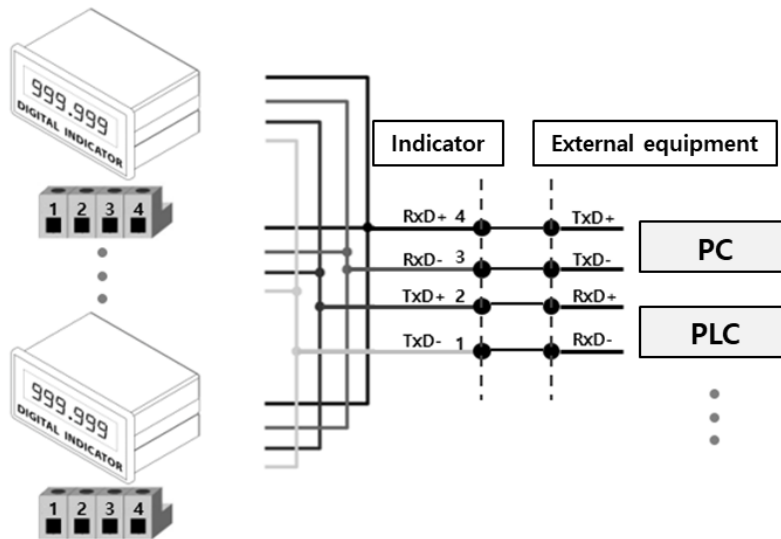 999.999
DIGITAL INDICATOR
1 2 3 4
Indicator
External equipment
RxD+ 4 TxD+
RxD- 3 TxD-
TxD+ 2 RxD+
TxD- 1 RxD-
PC
PLC
999.999
DIGITAL INDICATOR
1 2 3 4